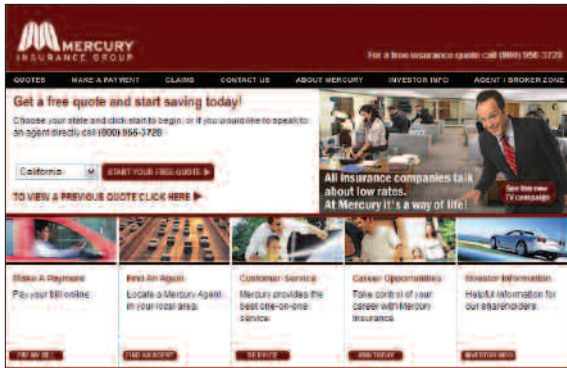 MERCURY
INSURANCE GROUP
For a free insurance quote call (800) 956-3728
QUOTES MAKE A PAYMENT CLAIMS CONTACT US ABOUT MERCURY INVESTOR INFO AGENT / BROKER ZONE
Get a free quote and start saving today!
Choose your state and click start to begin, or if you would like to speak to
an agent directly call (800) 956-3728
California START YOUR FREE QUOTE
TO VIEW A PREVIOUS QUOTE CLICK HERE
All insurance companies talk
about low rates.
At Mercury it's a way of life!
See the new
TV campaign
Make A Payment
Pay your bill online.
PAY MY BILL
Find An Agent
Locate a Mercury Agent
in your local area.
FIND AN AGENT
Customer Service
Mercury provides the
best one-on-one
service.
SERVICE
Career Opportunities
Take control of your
career with Mercury
Insurance.
JOIN TODAY
Investor Information
Helpful information for
our shareholders.
INVESTOR INFO